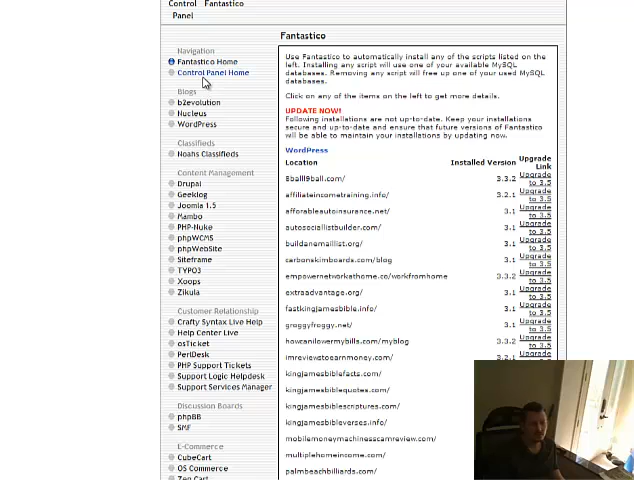 Control Fantastico
Panel
Fantastico
Navigation
Fantastico Home
Control Panel Home
Blogs
b2evolution
Nucleus
WordPress
Classifieds
Noahs Classifieds
Content Management
Drupal
Geeklog
Joomla 1.5
Mambo
PHP-Nuke
phpWCMS
phpWebSite
Siteframe
TYPO3
Xoops
Zikula
Customer Relationship
Crafty Syntax Live Help
Help Center Live
osTicket
PerlDesk
PHP Support Tickets
Support Logic Helpdesk
Support Services Manager
Discussion Boards
phpBB
SMF
E-Commerce
CubeCart
OS Commerce
Zen Cart
Use Fantastico to automatically install any of the scripts listed on the
left. Installing any script will use one of your available MySQL
databases. Removing any script will free up one of your used MySQL
databases.
Click on any of the items on the left to get more details.
UPDATE NOW!
Following installations are not up-to-date. Keep your installations
secure and up-to-date and ensure that future versions of Fantastico
will be able to maintain your installations by updating now.
WordPress
Location Installed Version Upgrade Link
8ball9ball.com/ 3.3.2 Upgrade to 3.5
affiliateincometraining.info/ 3.2.1 Upgrade to 3.5
afforableautoinsurance.net/ 3.1 Upgrade to 3.5
autosociallistbuilder.com/ 3.1 Upgrade to 3.5
buildanemaillist.org/ 3.1 Upgrade to 3.5
carbonskimboards.com/blog 3.1 Upgrade to 3.5
empowernetworkathome.co/workfromhome 3.3.2 Upgrade to 3.5
extraadvantage.org/ 3.1 Upgrade to 3.5
fastkingjamesbible.info/ 3.1 Upgrade to 3.5
groggyfroggy.net/ 3.1 Upgrade to 3.5
howcanilowermybills.com/myblog 3.3.2 Upgrade to 3.5
imreviewstoearnmoney.com/ 3.2.1 Upgrade
kingjamesbiblefacts.com/
kingjamesbiblequotes.com/
kingjamesbiblescriptures.com/
kingjamesbibleverses.info/
mobilemoneymachinesscamreview.com/
multiplehomeincome.com/
palmbeachbilliards.com/